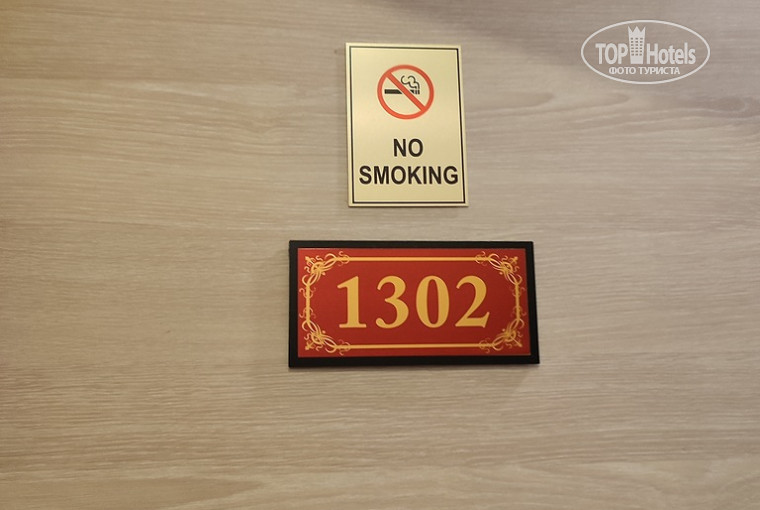 TOP Hotels
ФОТО ТУРИСТА
NO
SMOKING
1302